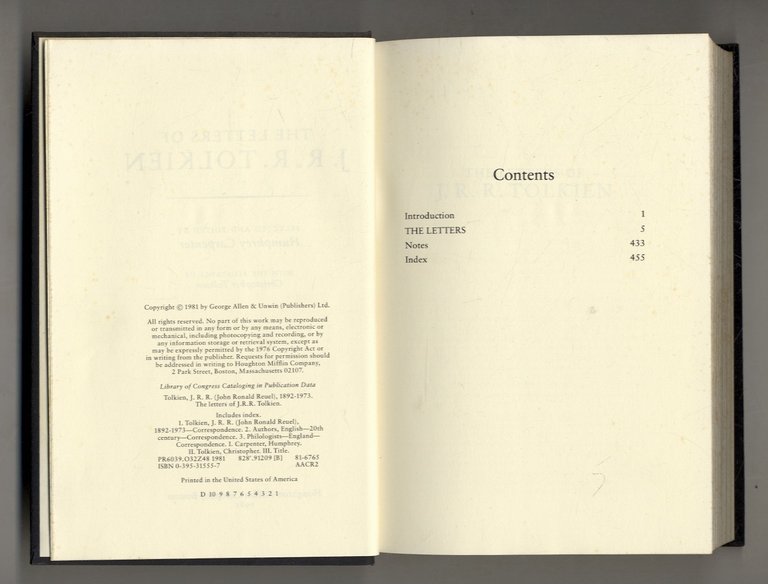 Copyright © 1981 by George Allen & Unwin (Publishers) Ltd.
All rights reserved. No part of this work may be reproduced
or transmitted in any form or by any means, electronic or
mechanical, including photocopying and recording, or by
any information storage or retrieval system, except as
may be expressly permitted by the 1976 Copyright Act or
in writing from the publisher. Requests for permission should
be addressed in writing to Houghton Mifflin Company,
2 Park Street, Boston, Massachusetts 02107.
Library of Congress Cataloging in Publication Data
Tolkien, J. R. R. (John Ronald Reuel), 1892-1973.
The letters of J.R.R. Tolkien.
Includes index.
1. Tolkien, J. R. R. (John Ronald Reuel),
1892-1973—Correspondence. 2. Authors, English—20th
century—Correspondence. 3. Philologists—England—
Correspondence. I. Carpenter, Humphrey.
II. Tolkien, Christopher. III. Title.
PR6039.O32Z48 1981 828'.91209 [B] 81-6765
ISBN 0-395-31555-7 AACR2
Printed in the United States of America
D 10 9 8 7 6 5 4 3 2 1
Contents
Introduction 1
THE LETTERS 5
Notes 433
Index 455